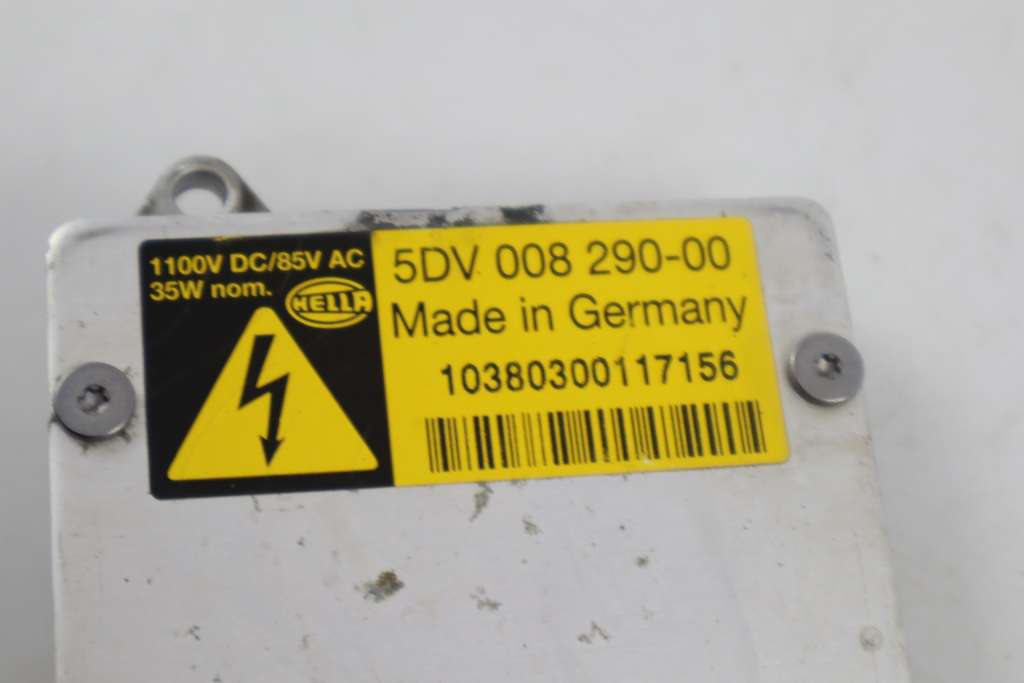 1100V DC/85V AC
35W nom.
HELLA
5DV 008 290-00
Made in Germany
10380300117156